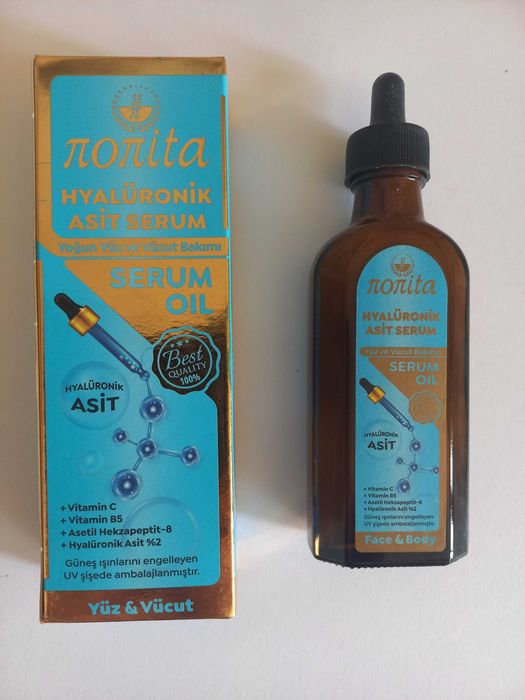 nonita
HYALÜRONİK
ASİT SERUM
Yoğun Yüz ve Vücut Bakımı
SERUM
OIL
Best
QUALITY
100%
HYALÜRONİK
ASİT
+ Vitamin C
+ Vitamin B5
+ Asetil Hekzapeptit-8
+ Hyalüronik Asit %2
Güneş ışınlarını engelleyen
UV şişede ambalajlanmıştır.
Yüz & Vücut
nonita
HYALÜRONİK
ASİT SERUM
Yüz ve Vücut Bakımı
SERUM
OIL
HYALÜRONİK
ASİT
+ Vitamin C
+ Vitamin B5
+ Asetil Hekzapeptit-8
+ Hyalüronik Asit %2
Güneş ışınlarını engelleyen
UV şişede ambalajlanmıştır.
Face & Body